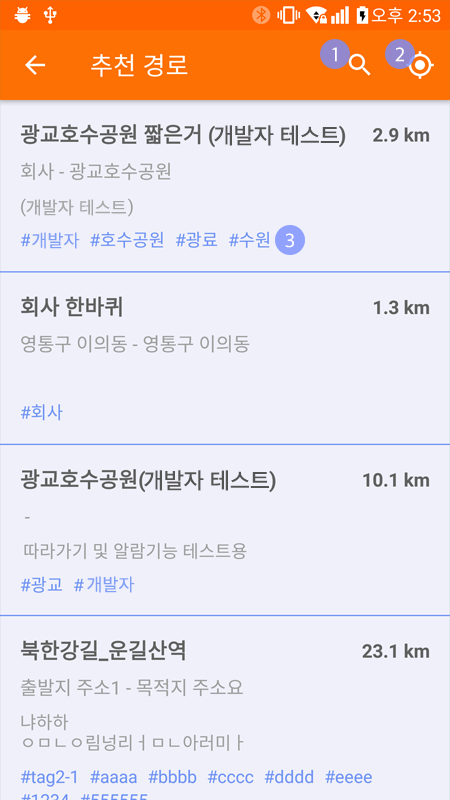 오후 2:53
추천 경로
1
2
광교호수공원 짧은거 (개발자 테스트) 2.9 km
회사 - 광교호수공원
(개발자 테스트)
#개발자 #호수공원 #광료 #수원 3
회사 한바퀴 1.3 km
영통구 이의동 - 영통구 이의동
#회사
광교호수공원(개발자 테스트) 10.1 km
-
따라가기 및 알람기능 테스트용
#광교 # 개발자
북한강길_운길산역 23.1 km
출발지 주소1 - 목적지 주소요
냐하하
ㅇㅁㄴㅇ림넝리ㅓㅁㄴ아러미ㅏ
#tag2-1 #aaaa #bbbb #cccc #dddd #eeee
#1234 #555555